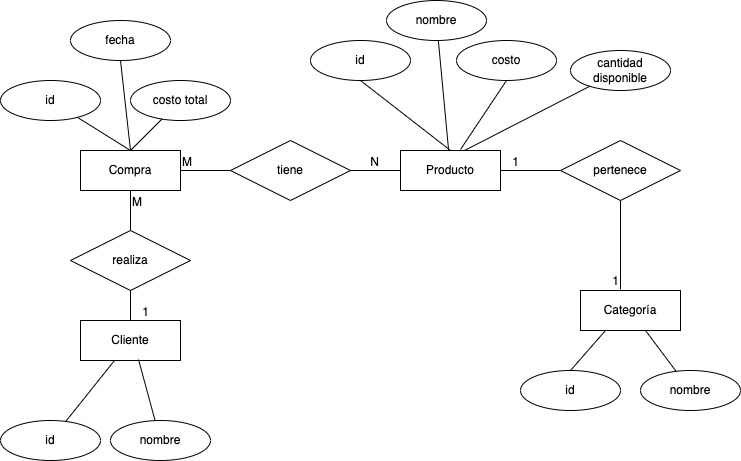 nombre
fecha
id
costo
cantidad
disponible
id
costo total
Compra
M
tiene
N
Producto
1
pertenece
M
realiza
1
Categoría
1
Cliente
id
nombre
id
nombre